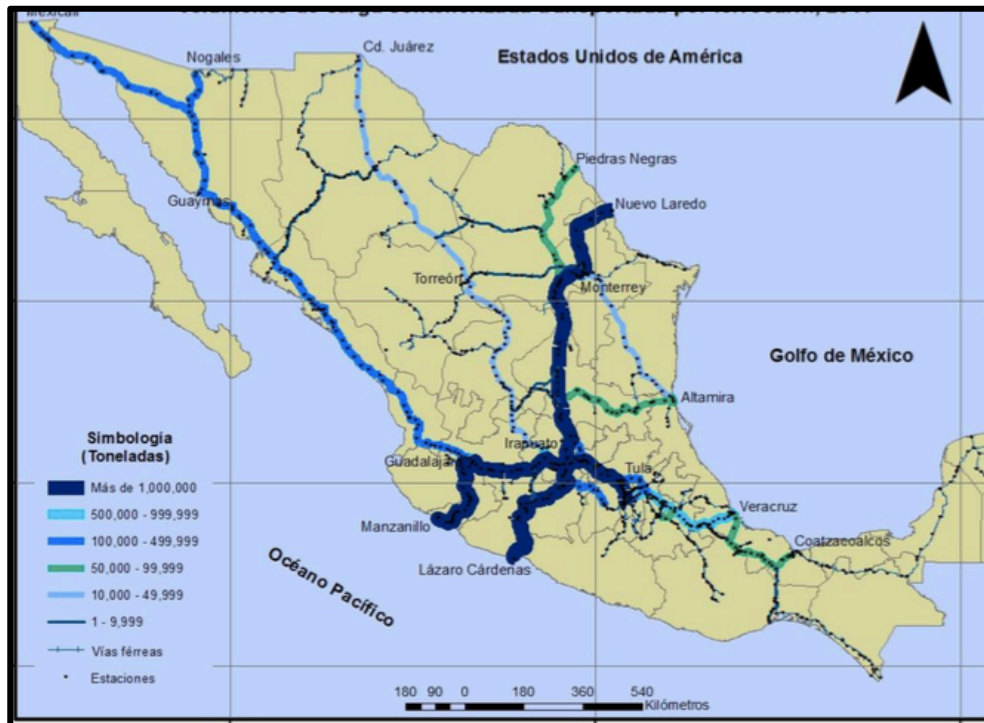 Mexicali
Nogales
Cd. Juárez
Estados Unidos de América
Piedras Negras
Guaymas
Nuevo Laredo
Torreón
Monterrey
Golfo de México
Altamira
Simbología
(Toneladas)
Más de 1,000,000
500,000 - 999,999
100,000 - 499,999
50,000 - 99,999
10,000 - 49,999
1 - 9,999
Vías férreas
Estaciones
Irapuato
Guadalajar
Tula
Manzanillo
Veracruz
Lázaro Cárdenas
Coatzacoalcos
Océano Pacífico
180 90 0 180 360 540
Kilómetros